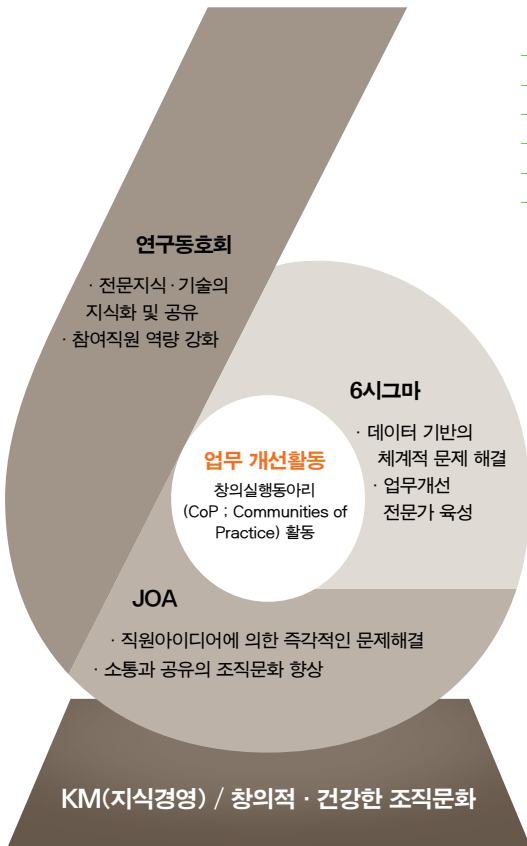 연구동호회
· 전문지식 · 기술의
지식화 및 공유
· 참여직원 역량 강화
6시그마
· 데이터 기반의
체계적 문제 해결
· 업무개선
전문가 육성
업무 개선활동
창의실행동아리
(CoP ; Communities of
Practice) 활동
JOA
· 직원아이디어에 의한 즉각적인 문제해결
· 소통과 공유의 조직문화 향상
KM(지식경영) / 창의적 · 건강한 조직문화